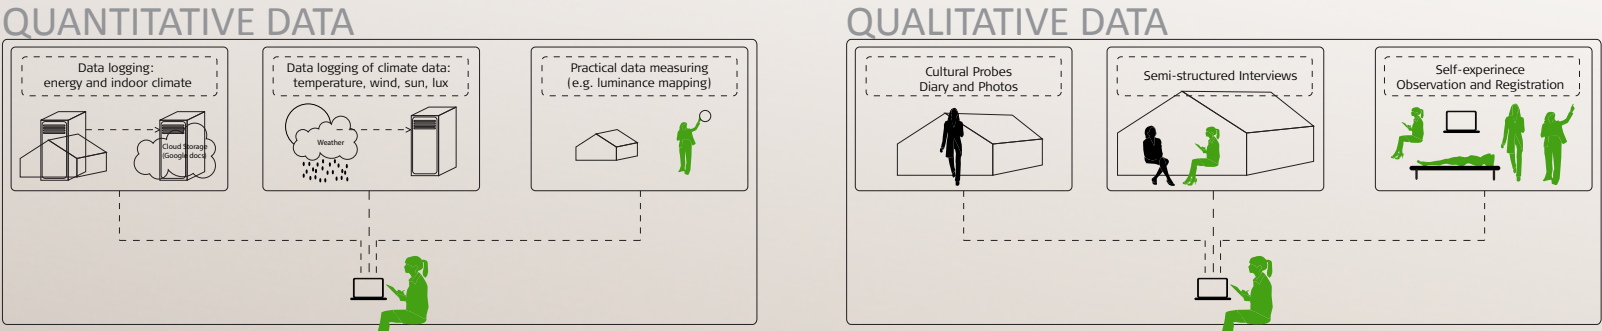 QUANTITATIVE DATA
Data logging:
energy and indoor climate
Cloud Storage
(Google docs)
Data logging of climate data:
temperature, wind, sun, lux
Weather
Practical data measuring
(e.g. luminance mapping)
QUALITATIVE DATA
Cultural Probes
Diary and Photos
Semi-structured Interviews
Self-experinece
Observation and Registration